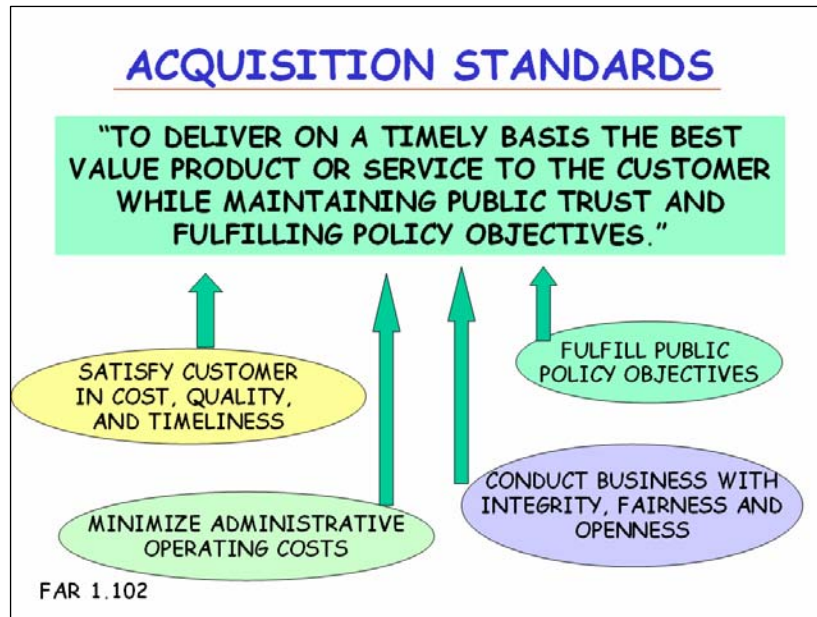 ACQUISITION STANDARDS
“TO DELIVER ON A TIMELY BASIS THE BEST
VALUE PRODUCT OR SERVICE TO THE CUSTOMER
WHILE MAINTAINING PUBLIC TRUST AND
FULFILLING POLICY OBJECTIVES.”
SATISFY CUSTOMER
IN COST, QUALITY,
AND TIMELINESS
FULFILL PUBLIC
POLICY OBJECTIVES
MINIMIZE ADMINISTRATIVE
OPERATING COSTS
CONDUCT BUSINESS WITH
INTEGRITY, FAIRNESS AND
OPENNESS
FAR 1.102